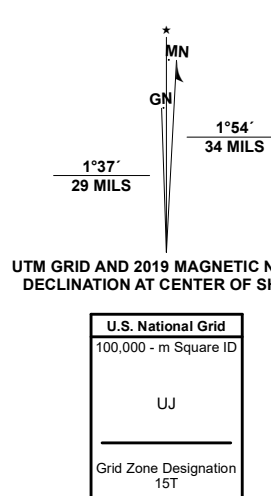 ★
MN
GN
1°54´
34 MILS
1°37´
29 MILS
UTM GRID AND 2019 MAGNETIC N
DECLINATION AT CENTER OF SH
U.S. National Grid
100,000 - m Square ID
UJ
Grid Zone Designation
15T